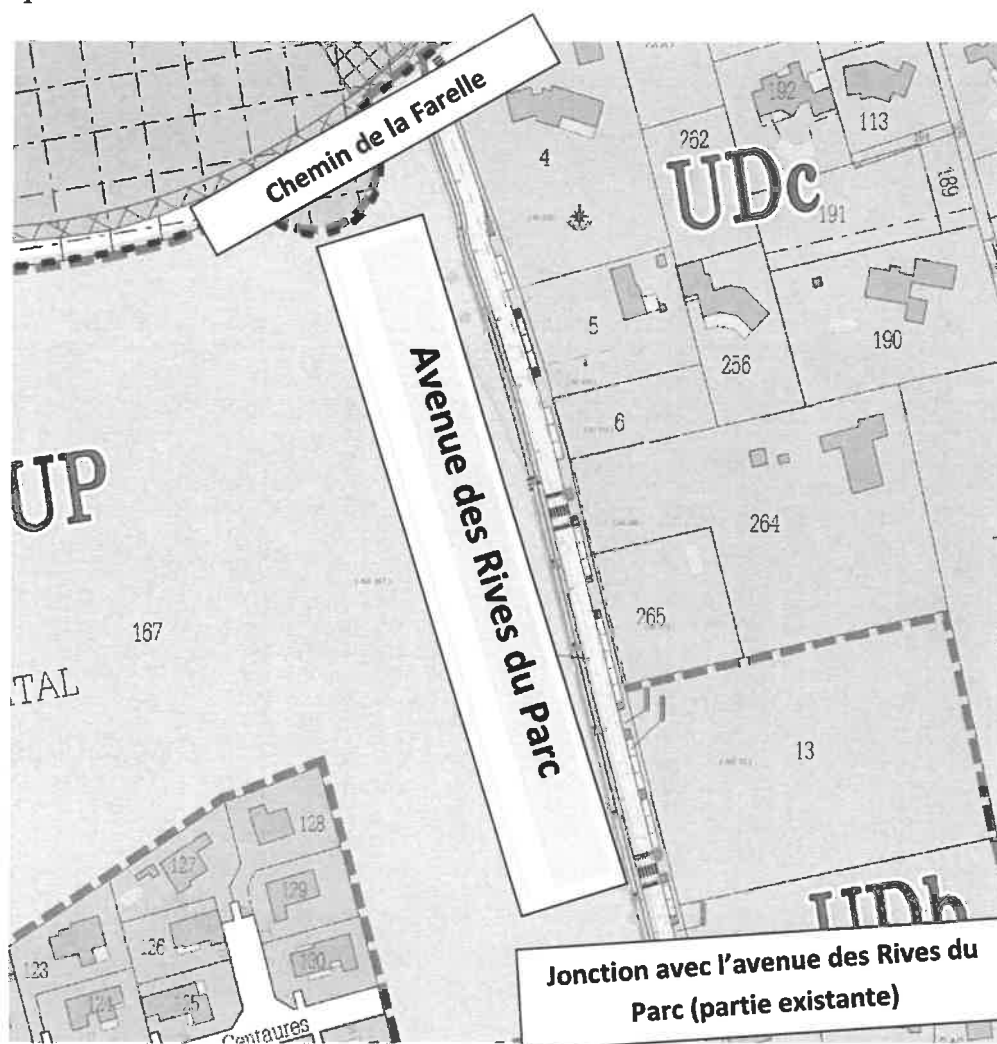 Chemin de la Farelle
4
262
192
113
UDc
191
189
5
256
190
6
Avenue des Rives du Parc
UP
264
265
167
ITAL
13
128
127
129
126
130
123
124
125
Centaures
UDh
Jonction avec l'avenue des Rives du
Parc (partie existante)